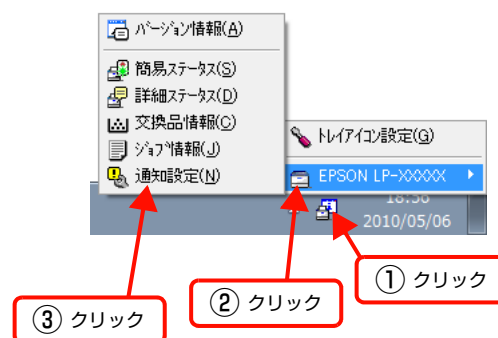 バージョン情報(A)
簡易ステータス(S)
詳細ステータス(D)
交換品情報(C)
ジョブ情報(J)
通知設定(N)
トレイアイコン設定(G)
EPSON LP-XXXXX
18:56
2010/05/06
① クリック
② クリック
③ クリック